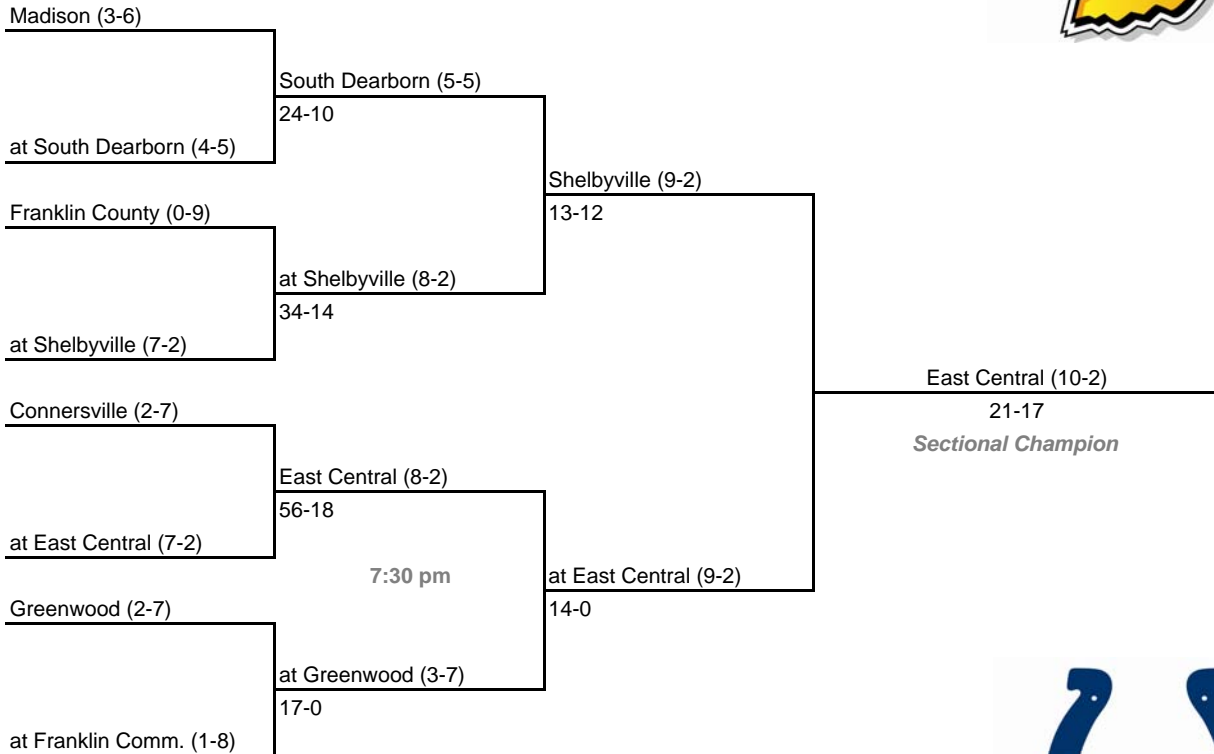 Madison (3-6)
South Dearborn (5-5)
24-10
at South Dearborn (4-5)
Shelbyville (9-2)
13-12
Franklin County (0-9)
at Shelbyville (8-2)
34-14
at Shelbyville (7-2)
East Central (10-2)
21-17
Sectional Champion
Connersville (2-7)
East Central (8-2)
56-18
at East Central (7-2)
7:30 pm
at East Central (9-2)
14-0
Greenwood (2-7)
at Greenwood (3-7)
17-0
at Franklin Comm. (1-8)